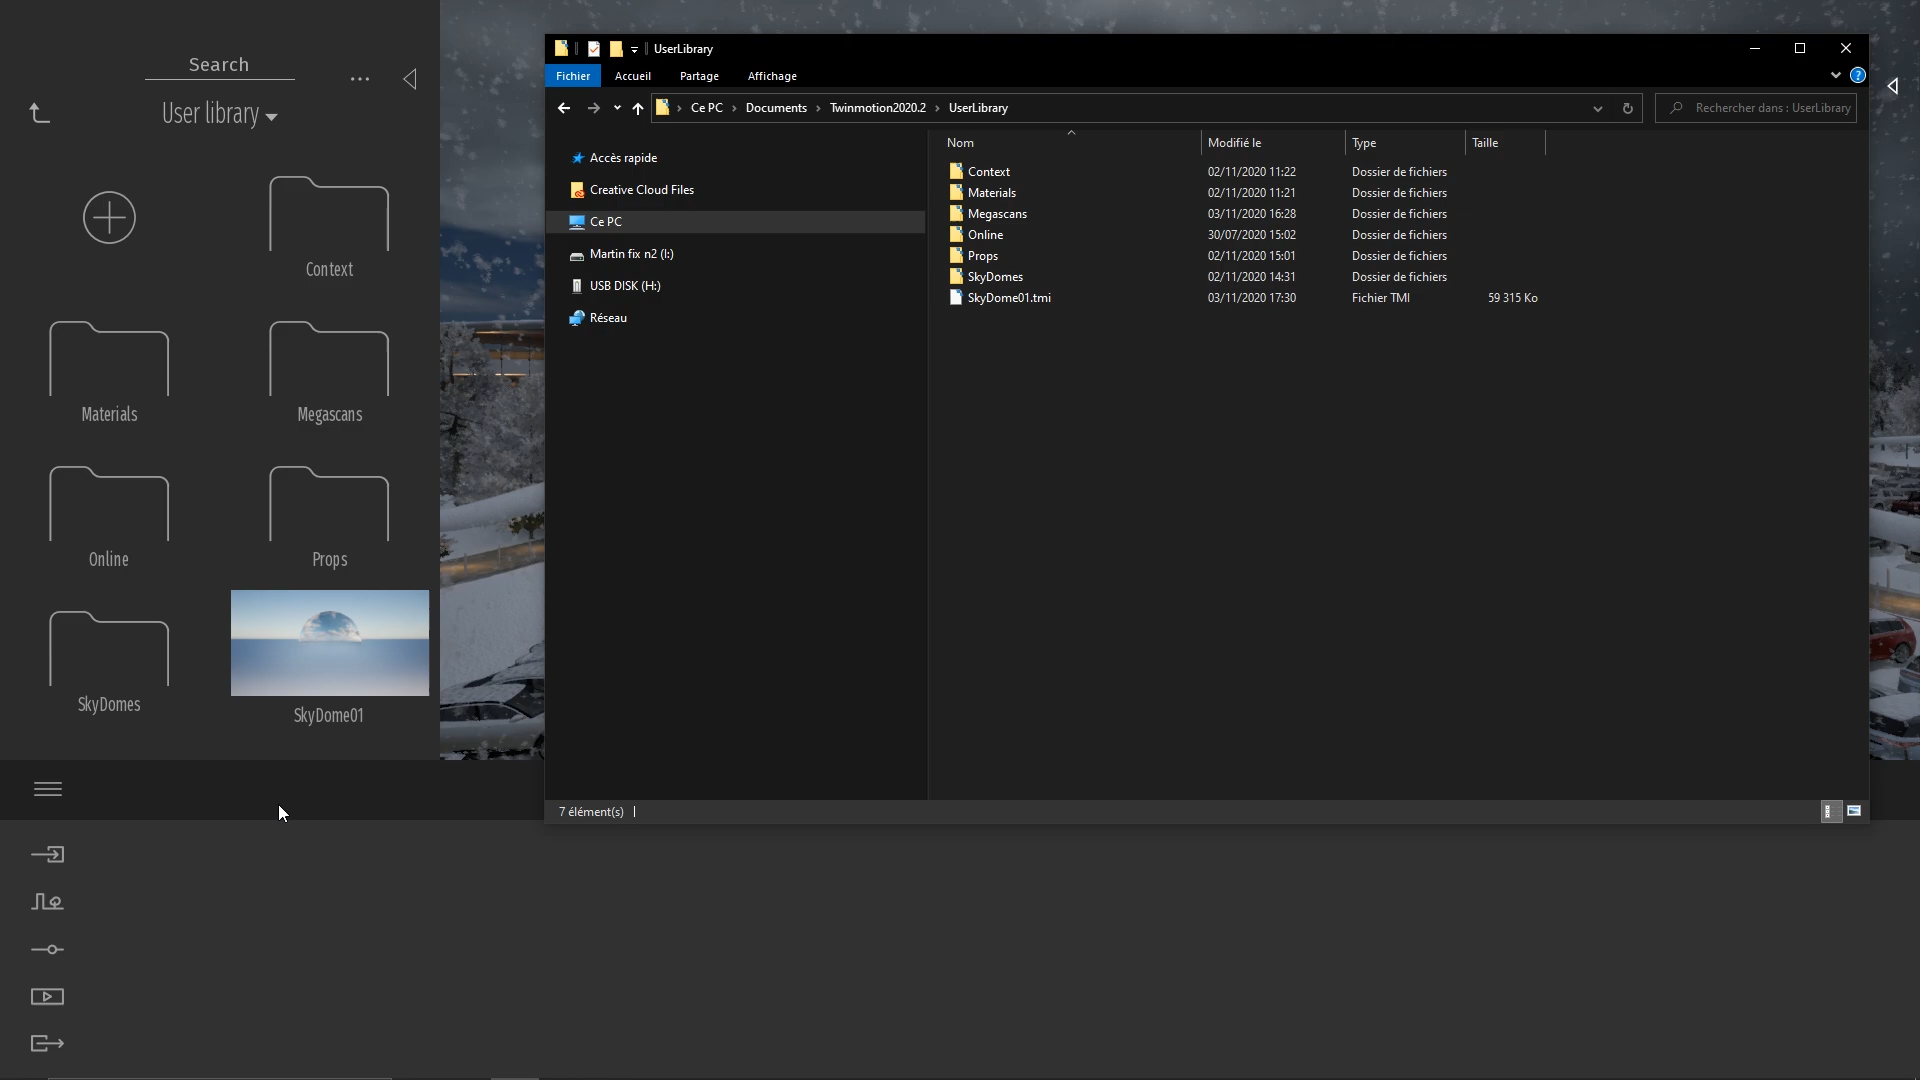 Search
User library
Context
Materials
Megascans
Online
Props
SkyDomes
SkyDome01
UserLibrary
Fichier
Accueil
Partage
Affichage
?
Ce PC
Documents
Twinmotion2020.2
UserLibrary
Rechercher dans : UserLibrary
Accès rapide
Creative Cloud Files
Ce PC
Martin fix n2 (I:)
USB DISK (H:)
Réseau
Nom Modifié le Type Taille
Context 02/11/2020 11:22 Dossier de fichiers
Materials 02/11/2020 11:21 Dossier de fichiers
Megascans 03/11/2020 16:28 Dossier de fichiers
Online 30/07/2020 15:02 Dossier de fichiers
Props 02/11/2020 15:01 Dossier de fichiers
SkyDomes 02/11/2020 14:31 Dossier de fichiers
SkyDome01.tmi 03/11/2020 17:30 Fichier TMI 59 315 Ko
7 élément(s)